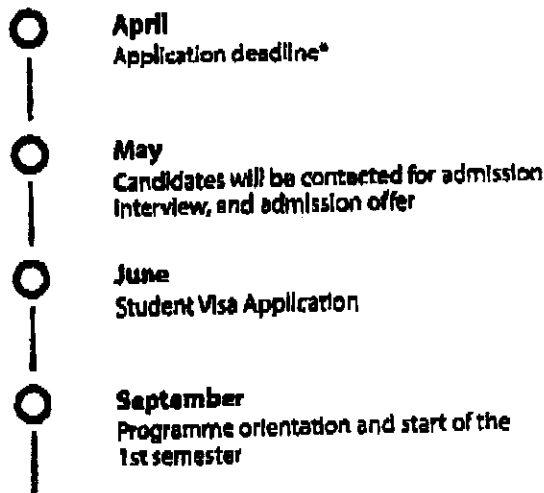 April
Application deadline*
May
Candidates will be contacted for admission
interview, and admission offer
June
Student Visa Application
September
Programme orientation and start of the
1st semester